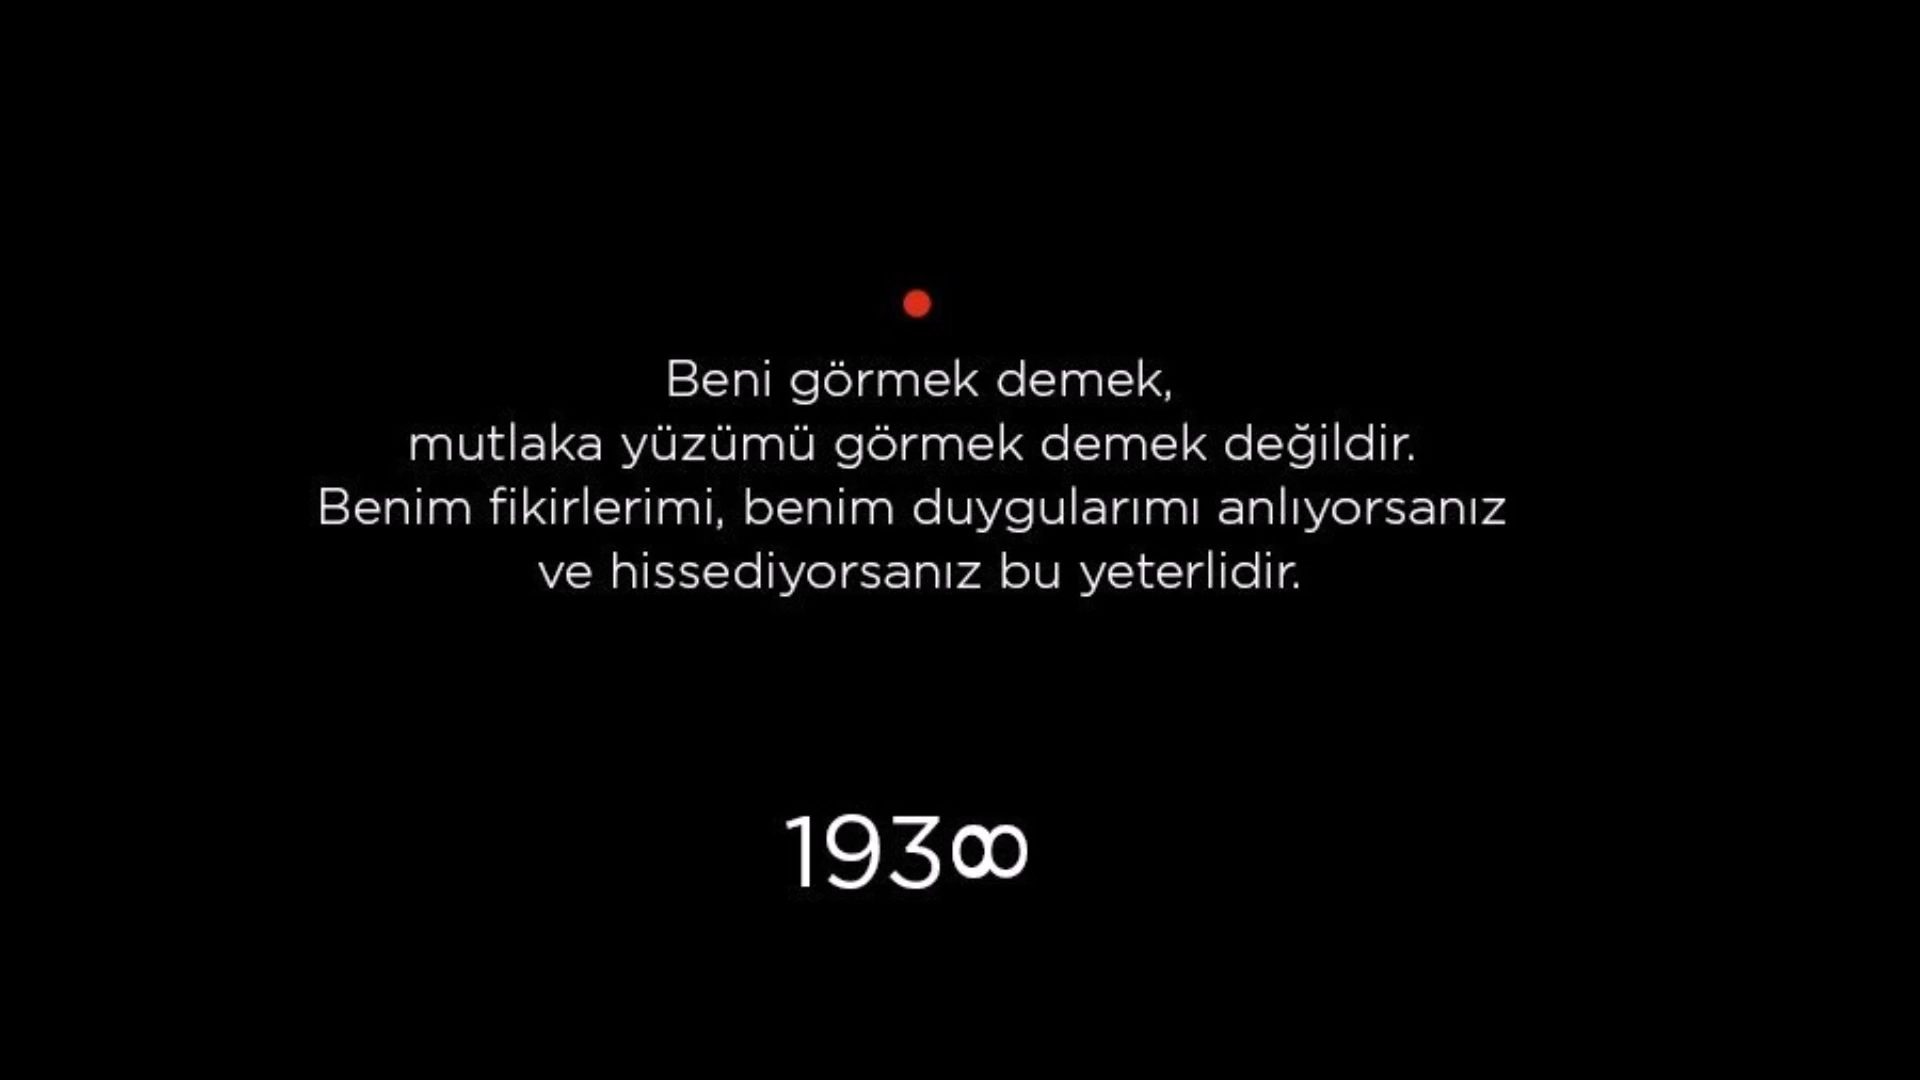 Beni görmek demek,
mutlaka yüzümü görmek demek değildir.
Benim fikirlerimi, benim duygularımı anlıyorsanız
ve hissediyorsanız bu yeterlidir.
193∞